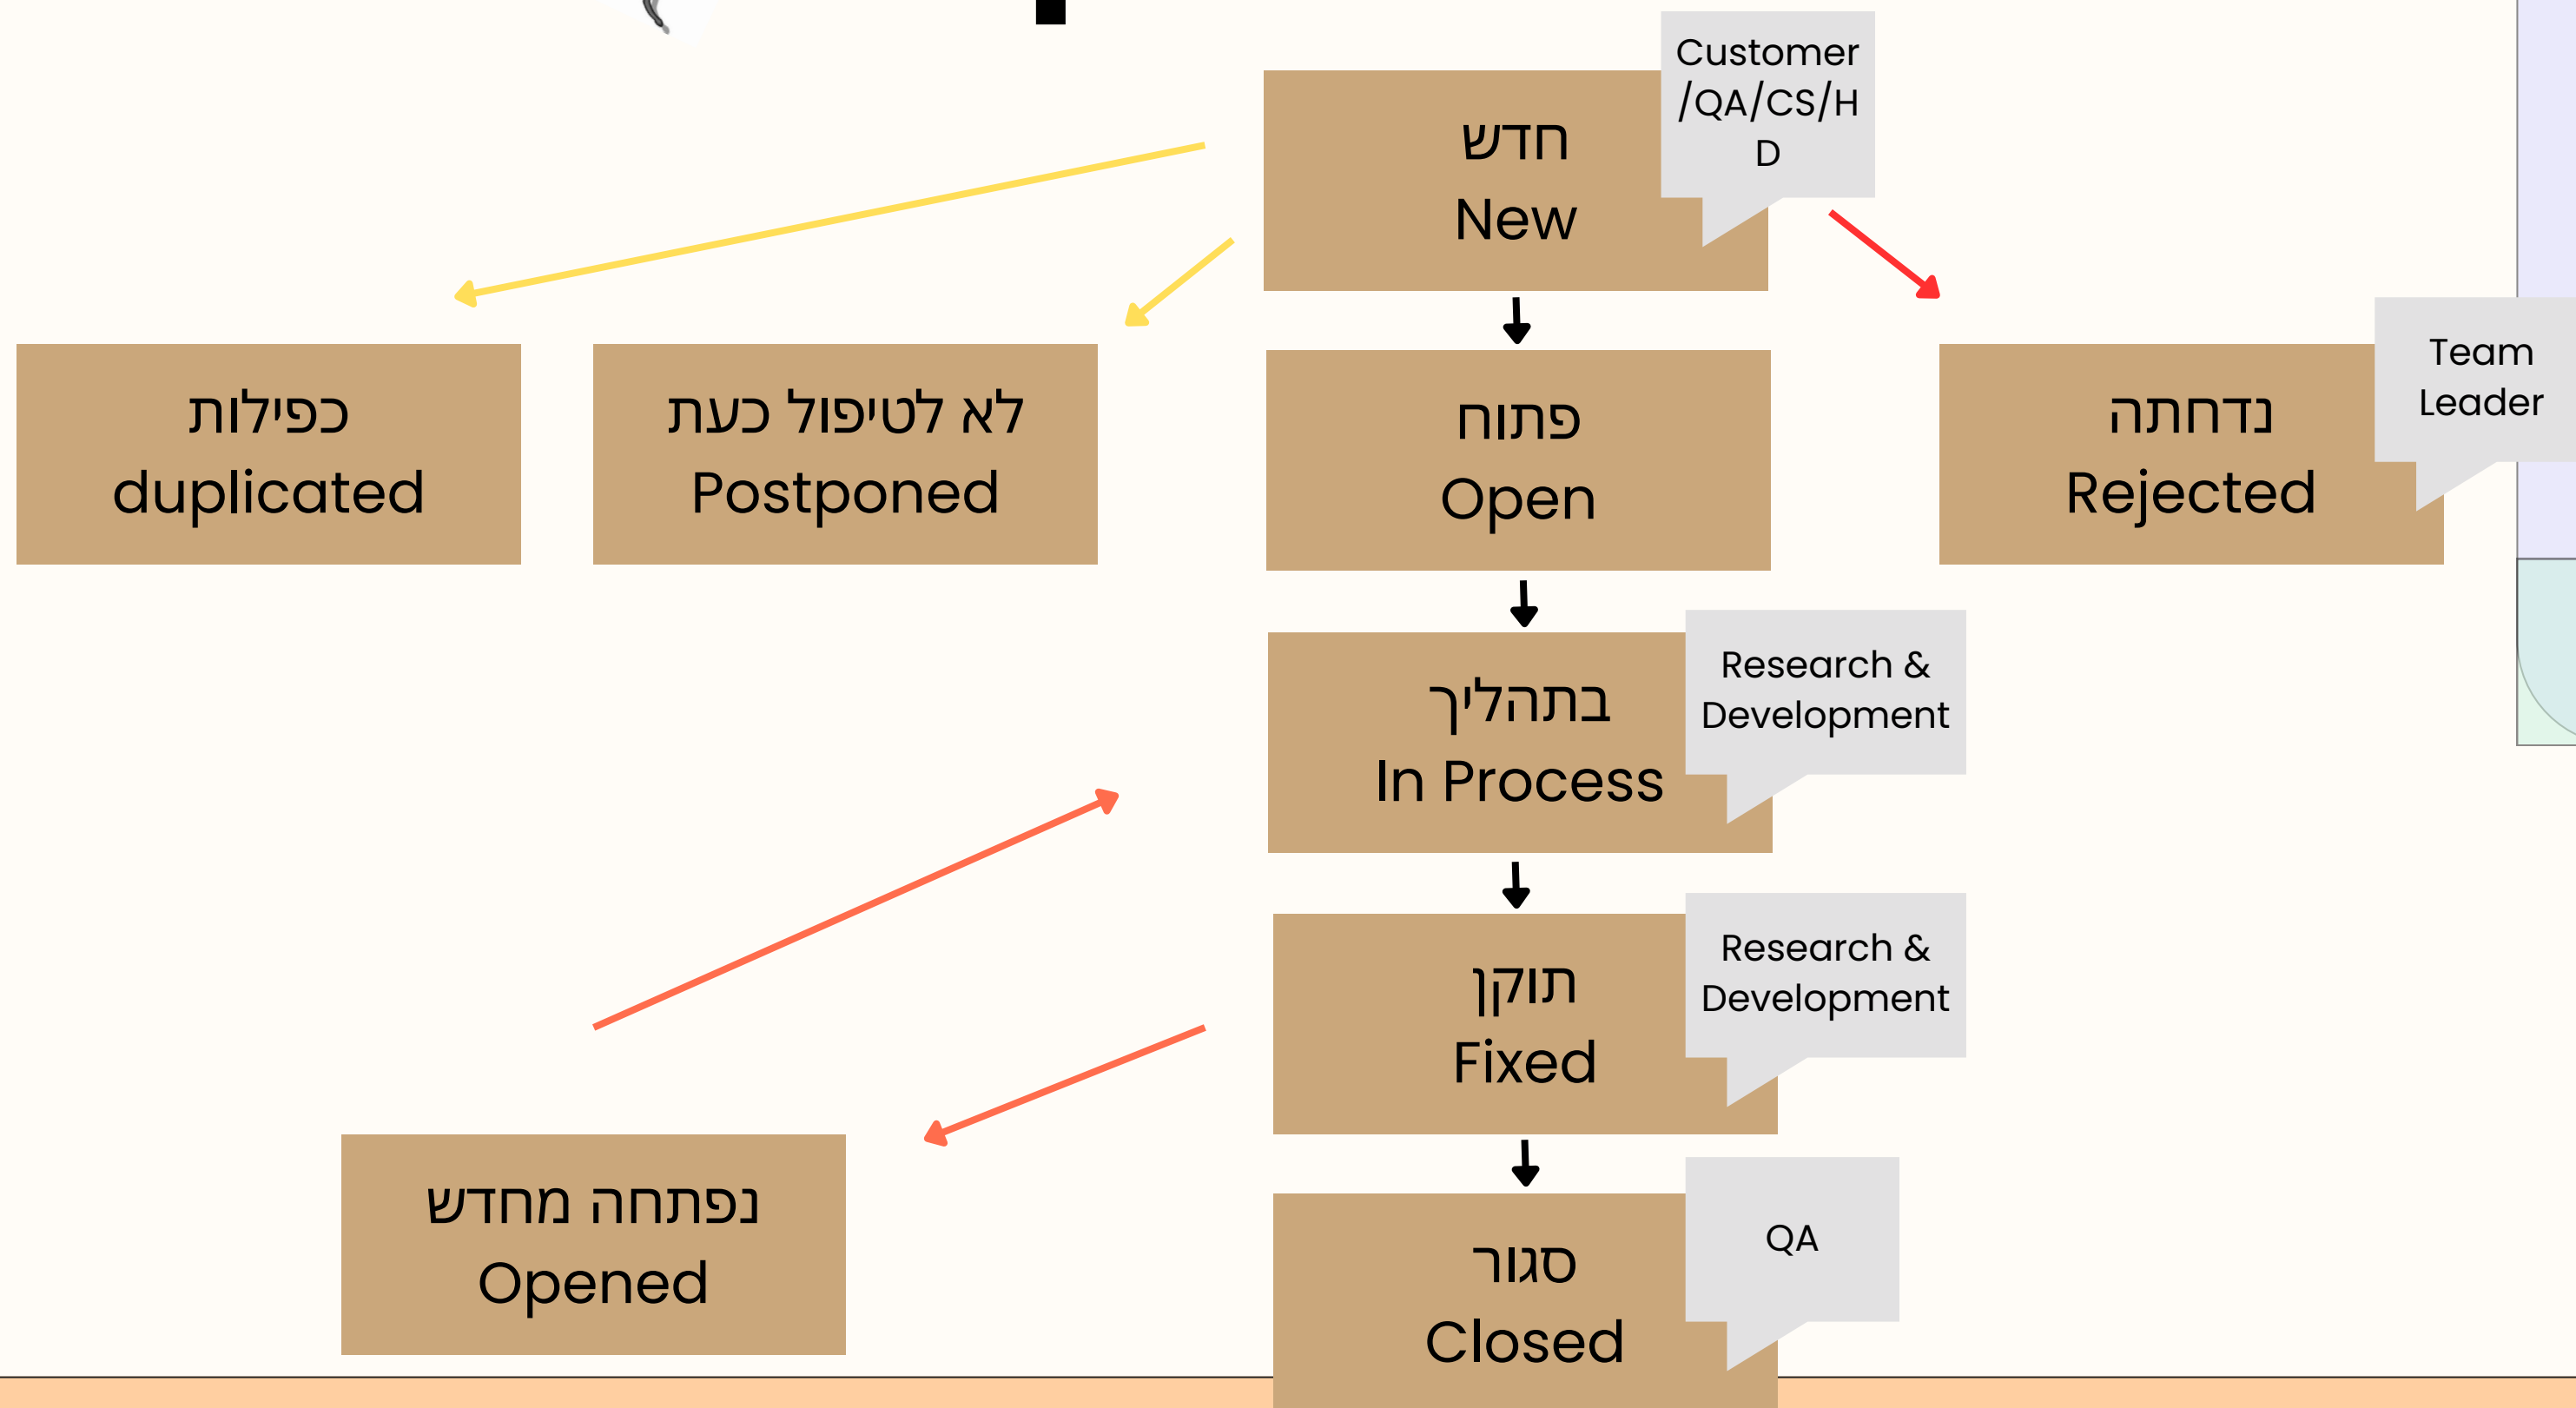 Customer
/QA/CS/H
D
חדש
New
כפילות
duplicated
לא לטיפול כעת
Postponed
פתוח
Open
נדחתה
Rejected
Team
Leader
בתהליך
In Process
Research &
Development
תוקן
Fixed
Research &
Development
נפתחה מחדש
Opened
סגור
Closed
QA